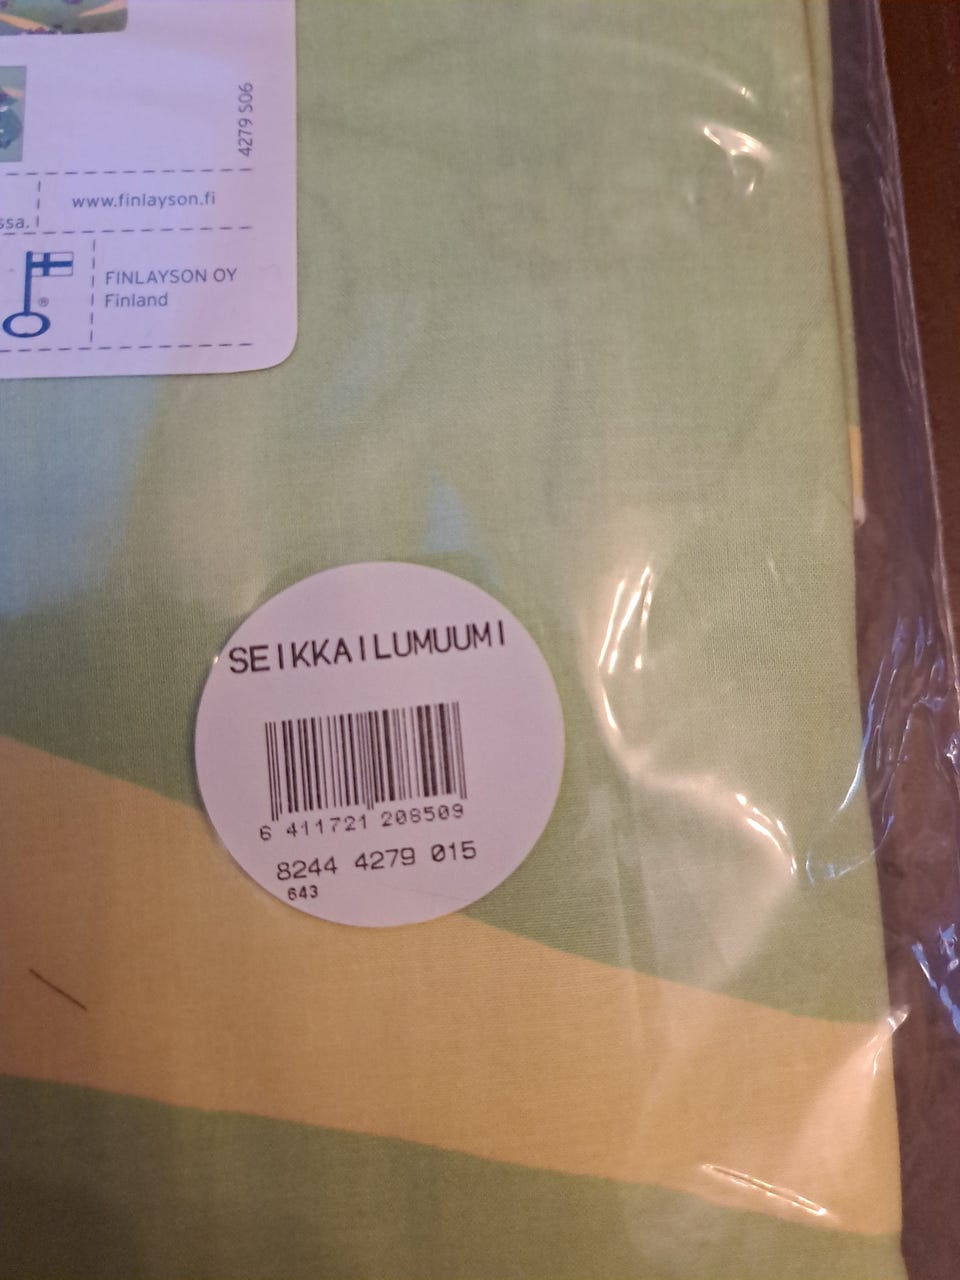 4279 S06
ssa.
www.finlayson.fi
®
FINLAYSON OY
Finland
SEIKKAILUMUUMI
6 411721 208509
8244 4279 015
643